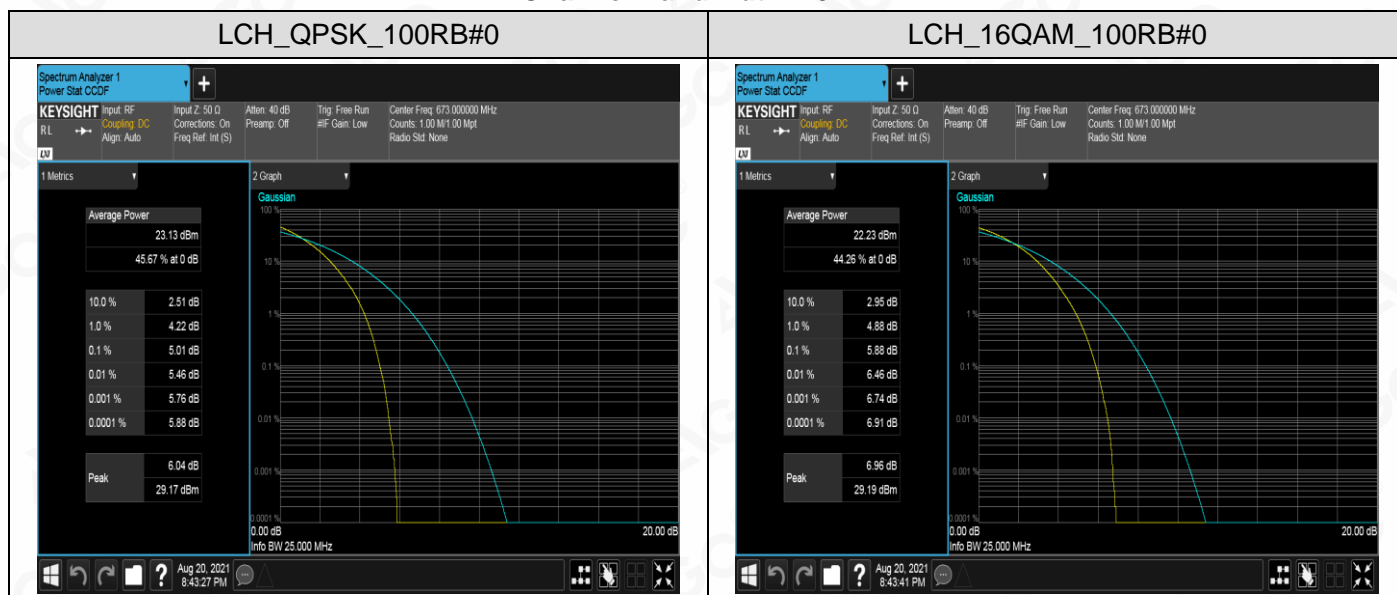 LCH_QPSK_100RB#0
LCH_16QAM_100RB#0
Spectrum Analyzer 1
Power Stat CCDF
+
KEYSIGHT
RL
LXI
Input: RF
Coupling: DC
Align: Auto
Input Z: 50 Ω
Corrections: On
Freq Ref: Int (S)
Atten: 40 dB
Preamp: Off
Trig: Free Run
#IF Gain: Low
Center Freq: 673.000000 MHz
Counts: 1.00 M/1.00 Mpt
Radio Std: None
1 Metrics
Average Power
23.13 dBm
45.67 % at 0 dB
10.0 % 2.51 dB
1.0 % 4.22 dB
0.1 % 5.01 dB
0.01 % 5.46 dB
0.001 % 5.76 dB
0.0001 % 5.88 dB
Peak
6.04 dB
29.17 dBm
2 Graph
Gaussian
100 %
10 %
1 %
0.1 %
0.01 %
0.001 %
0.0001 %
0.00 dB 20.00 dB
Info BW 25.000 MHz
?
Aug 20, 2021
8:43:27 PM
Spectrum Analyzer 1
Power Stat CCDF
+
KEYSIGHT
RL
LXI
Input: RF
Coupling: DC
Align: Auto
Input Z: 50 Ω
Corrections: On
Freq Ref: Int (S)
Atten: 40 dB
Preamp: Off
Trig: Free Run
#IF Gain: Low
Center Freq: 673.000000 MHz
Counts: 1.00 M/1.00 Mpt
Radio Std: None
1 Metrics
Average Power
22.23 dBm
44.26 % at 0 dB
10.0 % 2.95 dB
1.0 % 4.88 dB
0.1 % 5.88 dB
0.01 % 6.46 dB
0.001 % 6.74 dB
0.0001 % 6.91 dB
Peak
6.96 dB
29.19 dBm
2 Graph
Gaussian
100 %
10 %
1 %
0.1 %
0.01 %
0.001 %
0.0001 %
0.00 dB 20.00 dB
Info BW 25.000 MHz
?
Aug 20, 2021
8:43:41 PM